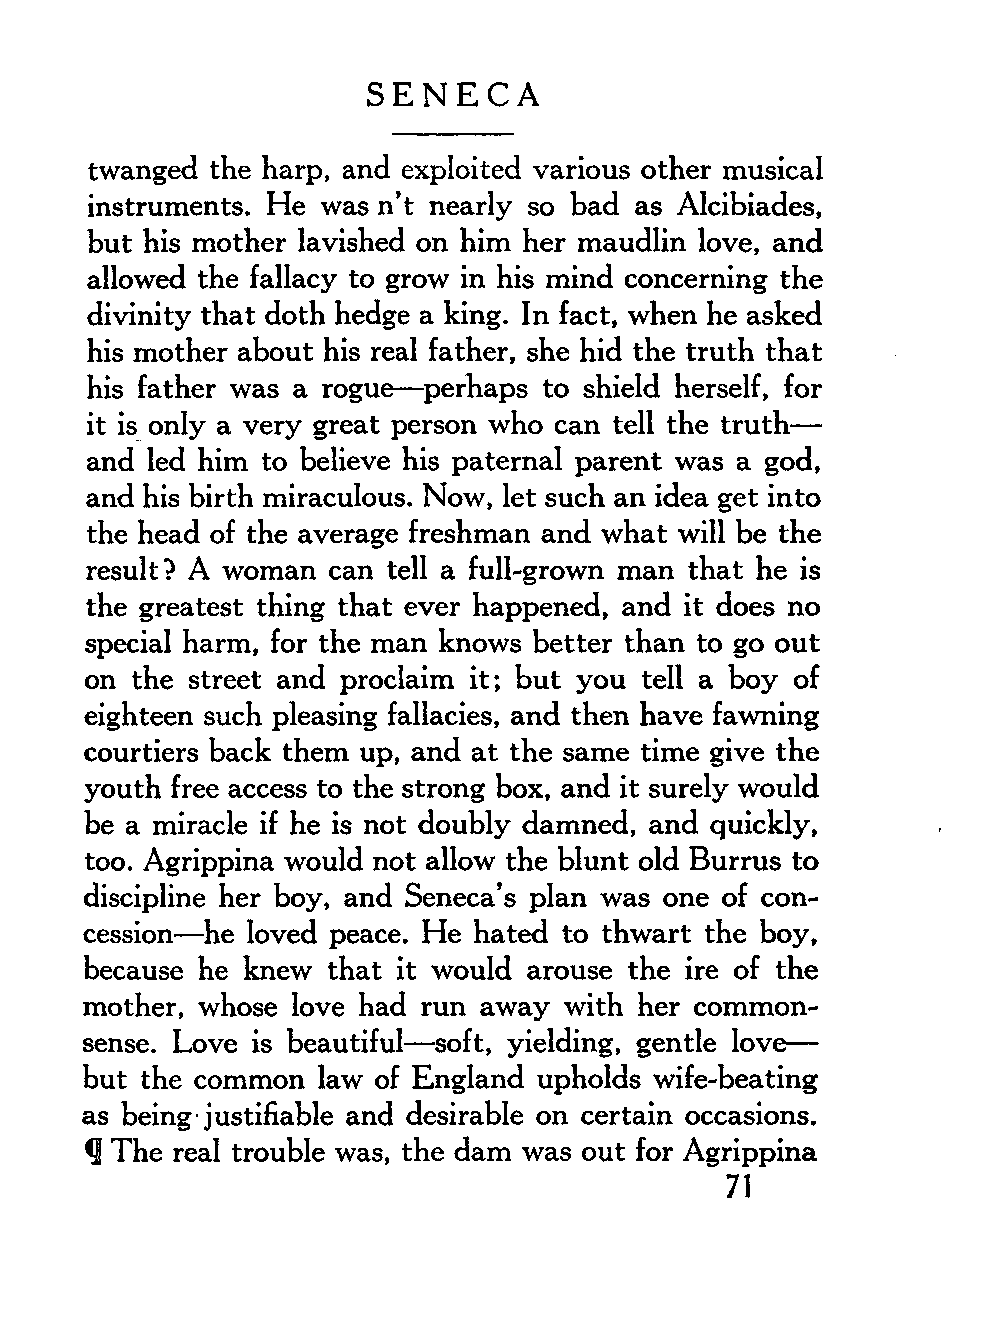 SENECA
twanged the harp, and exploited various other musical
instruments. He was n't nearly so bad as Alcibiades,
but his mother lavished on him her maudlin love, and
allowed the fallacy to grow in his mind concerning the
divinity that doth hedge a king. In fact, when he asked
his mother about his real father, she hid the truth that
his father was a rogue—perhaps to shield herself, for
it is only a very great person who can tell the truth—
and led him to believe his paternal parent was a god,
and his birth miraculous. Now, let such an idea get into
the head of the average freshman and what will be the
result? A woman can tell a full-grown man that he is
the greatest thing that ever happened, and it does no
special harm, for the man knows better than to go out
on the street and proclaim it; but you tell a boy of
eighteen such pleasing fallacies, and then have fawning
courtiers back them up, and at the same time give the
youth free access to the strong box, and it surely would
be a miracle if he is not doubly damned, and quickly,
too. Agrippina would not allow the blunt old Burrus to
discipline her boy, and Seneca's plan was one of con-
cession—he loved peace. He hated to thwart the boy,
because he knew that it would arouse the ire of the
mother, whose love had run away with her common-
sense. Love is beautiful—soft, yielding, gentle love—
but the common law of England upholds wife-beating
as being justifiable and desirable on certain occasions.
¶ The real trouble was, the dam was out for Agrippina
71